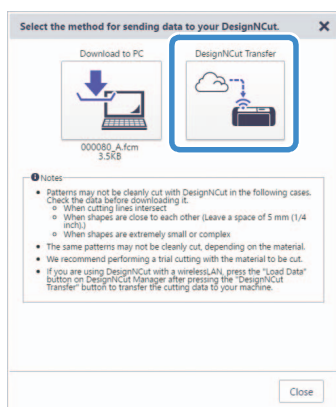 Select the method for sending data to your DesignNCut.
Download to PC
DesignNCut Transfer
000080_A.fcm
3.5KB
Notes
Patterns may not be cleanly cut with DesignNCut in the following cases.
Check the data before downloading it.
When cutting lines intersect
When shapes are close to each other (Leave a space of 5 mm (1/4
inch).)
When shapes are extremely small or complex
The same patterns may not be cleanly cut, depending on the material.
We recommend performing a trial cutting with the material to be cut.
If you are using DesignNCut with a wirelessLAN, press the "Load Data"
button on DesignNCut Manager after pressing the "DesignNCut
Transfer" button to transfer the cutting data to your machine.
Close